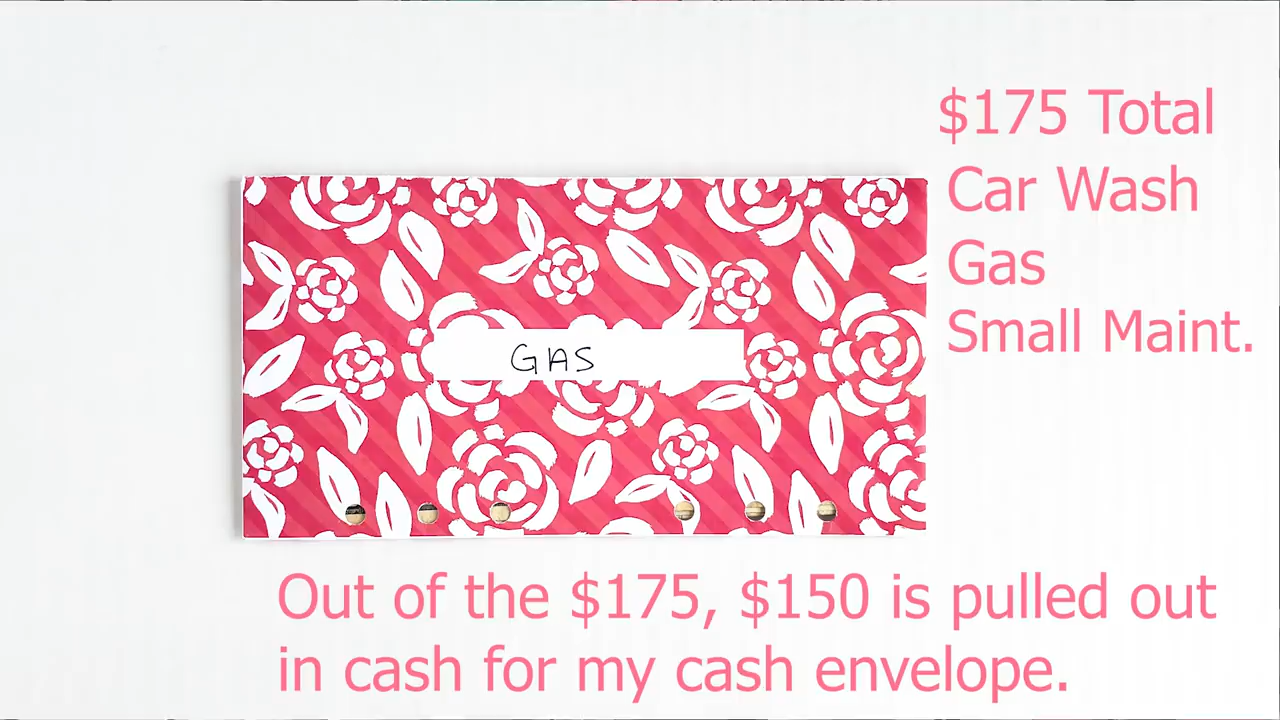 $175 Total
Car Wash
Gas
Small Maint.
GAS
Out of the $175, $150 is pulled out
in cash for my cash envelope.